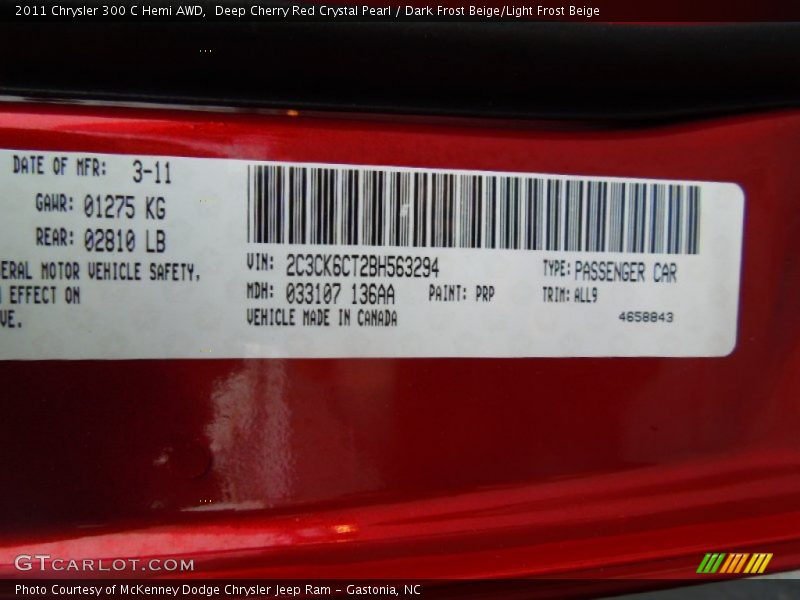 2011 Chrysler 300 C Hemi AWD,  Deep Cherry Red Crystal Pearl / Dark Frost Beige/Light Frost Beige
DATE OF MFR: 3-11
GAWR: 01275 KG
REAR: 02810 LB
ERAL MOTOR VEHICLE SAFETY,
EFFECT ON
VE.
VIN: 2C3CK6CT2BH563294
TYPE: PASSENGER CAR
MDH: 033107 136AA
PAINT: PRP
TRIM: ALL9
VEHICLE MADE IN CANADA
4658843
GTCARLOT.COM
Photo Courtesy of McKenney Dodge Chrysler Jeep Ram - Gastonia, NC